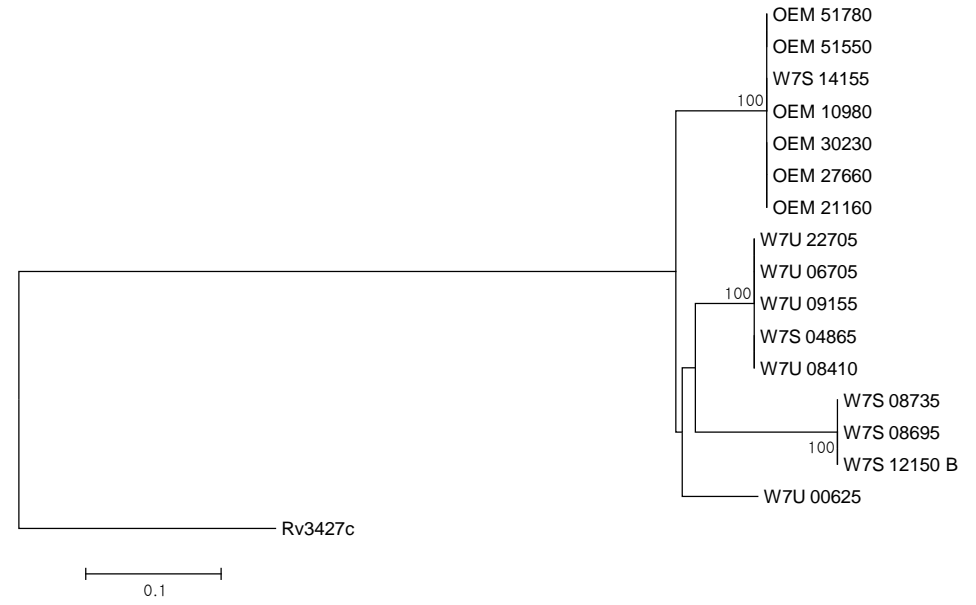 OEM 51780
OEM 51550
W7S 14155
100
OEM 10980
OEM 30230
OEM 27660
OEM 21160
W7U 22705
W7U 06705
100
W7U 09155
W7S 04865
W7U 08410
W7S 08735
W7S 08695
100
W7S 12150 B
W7U 00625
Rv3427c
0.1